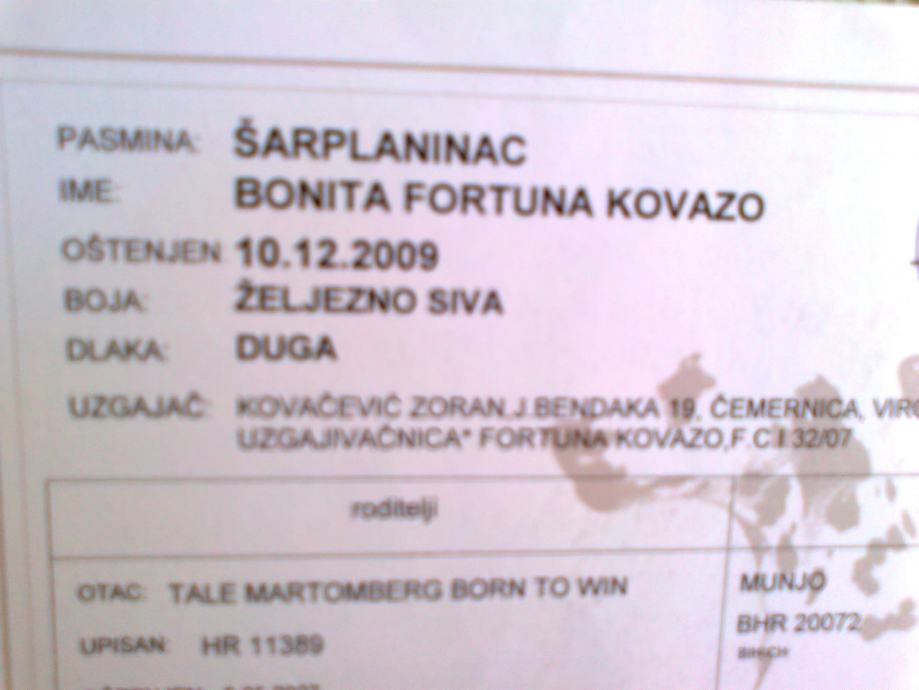 PASMINA: ŠARPLANINAC
IME: BONITA FORTUNA KOVAZO
OŠTENJEN 10.12.2009
BOJA: ŽELJEZNO SIVA
DLAKA: DUGA
UZGAJAČ: KOVAČEVIĆ ZORAN,J.BENDAKA 19, ČEMERNICA,
UZGAJIVAČNICA" FORTUNA KOVAZO,F.C.I.32/07
roditelji
OTAC: TALE MARTOMBERG BORN TO WIN
UPISAN: HR 11389
MUNJO
BHR 20072
BIHCH